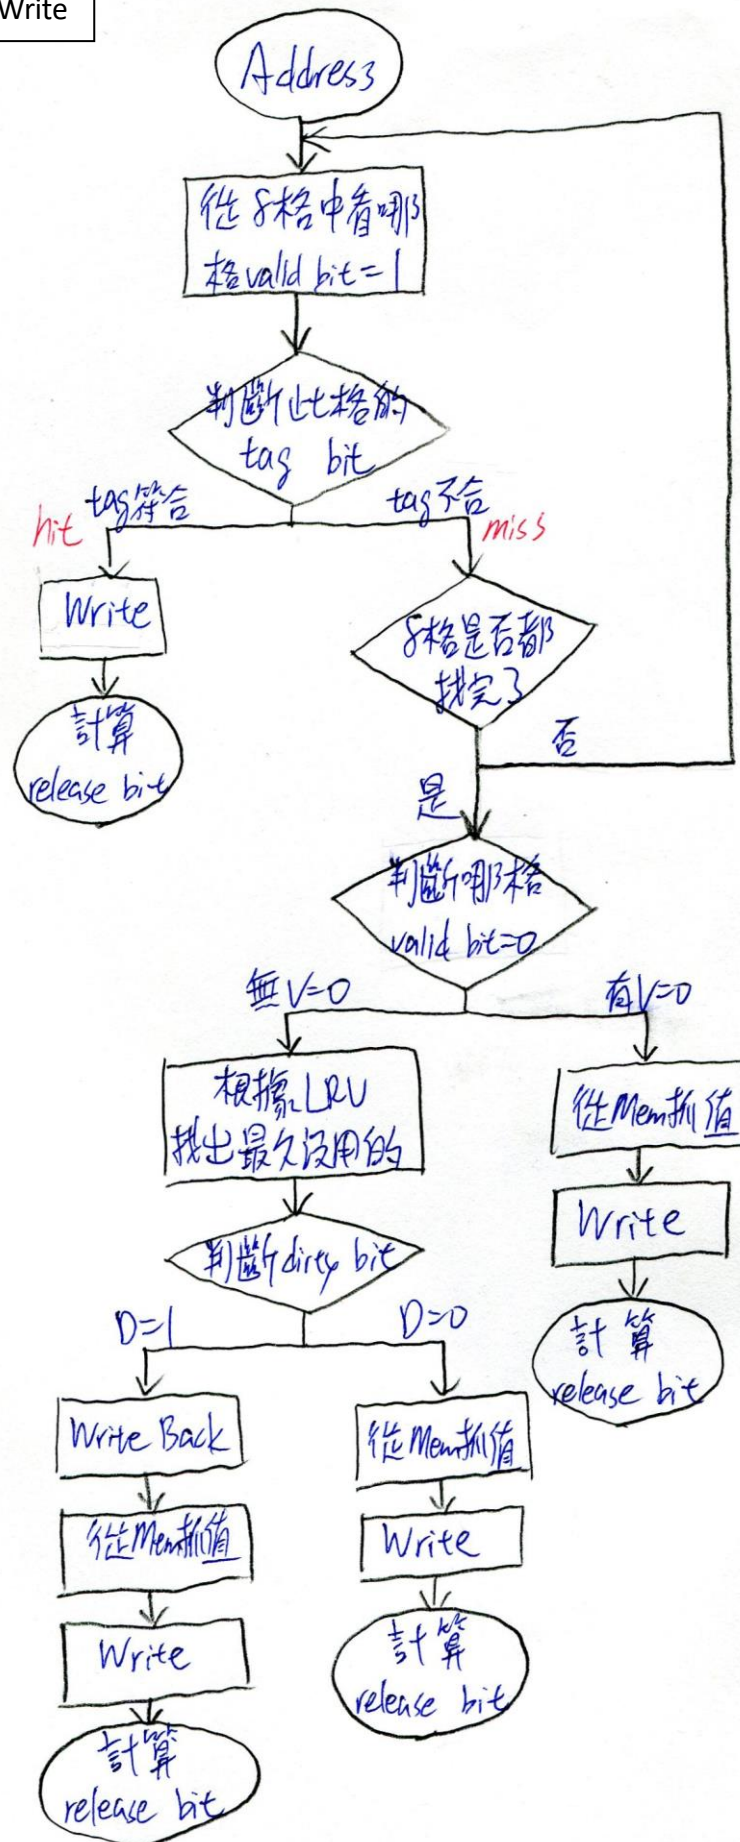 Write
Address
從8格中看哪
格valid bit=1
判斷此格的
tag bit
tag符合
tag不合
hit
miss
Write
8格是否都
找完了
計算
release bit
否
是
判斷哪格
valid bit=0
無V=0
有V=0
根據LRU
找出最久沒用的
從Mem抓值
Write
判斷dirty bit
計算
release bit
D=1
D=0
Write Back
從Mem抓值
從Mem抓值
Write
Write
計算
release bit
計算
release bit